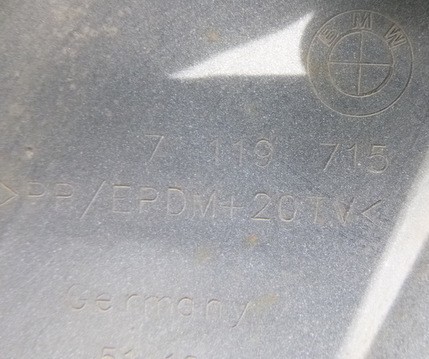 BMW
7 119 715
>PP/EPDM+20TV<
Germany